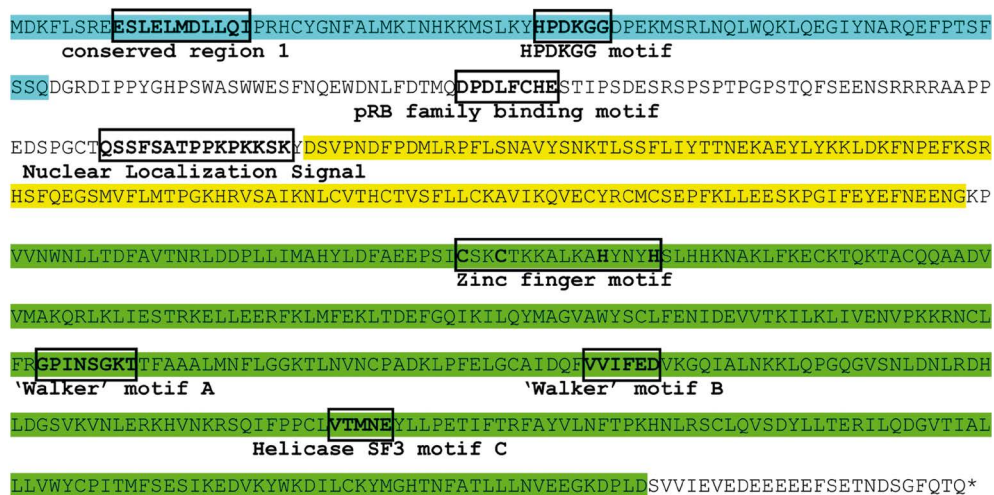 MDKFLSREESLELMDLLQIPRHCYGNFALMKINHKKMSLKYHPDKGGDPEKMSRLNQLWQKLQEGIYNARQEFPTSF
conserved region 1 HPDKGG motif
SSQDGRDIPPYGHPSWASWWESFNQEWDNLFDTMQDPDLFCHESTIPSDESRSPSPTPGPSTQFSEENSRRRRAAPP
pRB family binding motif
EDSPGCTQSSFSATPPKPKKSKYDSVPNDFPDMLRPFLSNAVYSNKTLSSFLIYTTNEKAEYLYKKLDKFNPEFKSR
Nuclear Localization Signal
HSFQEGSMVFLMTPGKHRVSAIKNLCVTHCTVSFLLCKAVIKQVECYRCMCSEPFKLLEESKPGIFEYEFNEENGKP
VVNWNLLTDFAVTNRLDDPLLIMAHYLDFAEEPSICSKCTKKALKAHYNYHSLHHKNAKLFKECKTQKTACQQAADV
Zinc finger motif
VMAKQRLKLIESTRKELLEERFKLMFEKLTDEFGQIKILQYMAGVAWYSCLFENIDEVVTKILKLIVENVPKKRNCL
FRGPINSGKTTFAAALMNFLGGKTLNVNCPADKLPFELGCAIDQFVVIFEDVKGQIALNKKLQPGQGVSNLDNLRDH
'Walker' motif A 'Walker' motif B
LDGSVKVNLERKHVNKRSQIFPPCLVTMNEYLLPETIFTRFAYVLNFTPKHNLRSCLQVSDYLLTERILQDGVTIAL
Helicase SF3 motif C
LLVWYCPITMFSESIKEDVKYWKDILCKYMGHTNFATLLLNVEEGKDPLDSVVIEVEDEEEEEFSETNDSGFQTQ*